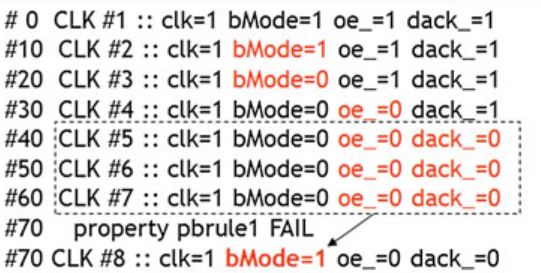 # 0 CLK #1 :: clk=1 bMode=1 oe_=1 dack_=1
#10 CLK #2 :: clk=1 bMode=1 oe_=1 dack_=1
#20 CLK #3 :: clk=1 bMode=0 oe_=1 dack_=1
#30 CLK #4 :: clk=1 bMode=0 oe_=0 dack_=1
#40 CLK #5 :: clk=1 bMode=0 oe_=0 dack_=0
#50 CLK #6 :: clk=1 bMode=0 oe_=0 dack_=0
#60 CLK #7 :: clk=1 bMode=0 oe_=0 dack_=0
#70 property pbrule1 FAIL
#70 CLK #8 :: clk=1 bMode=1 oe_=0 dack_=0